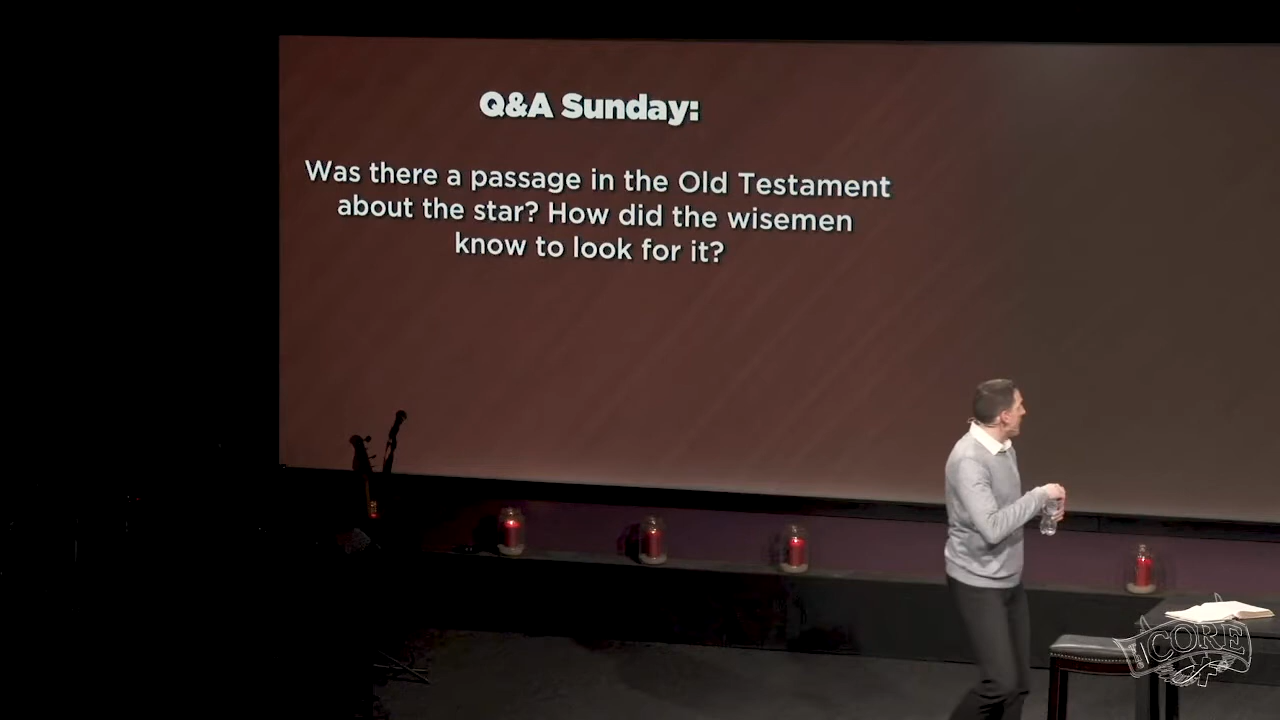 Q&A Sunday:
Was there a passage in the Old Testament
about the star? How did the wisemen
know to look for it?
CORE